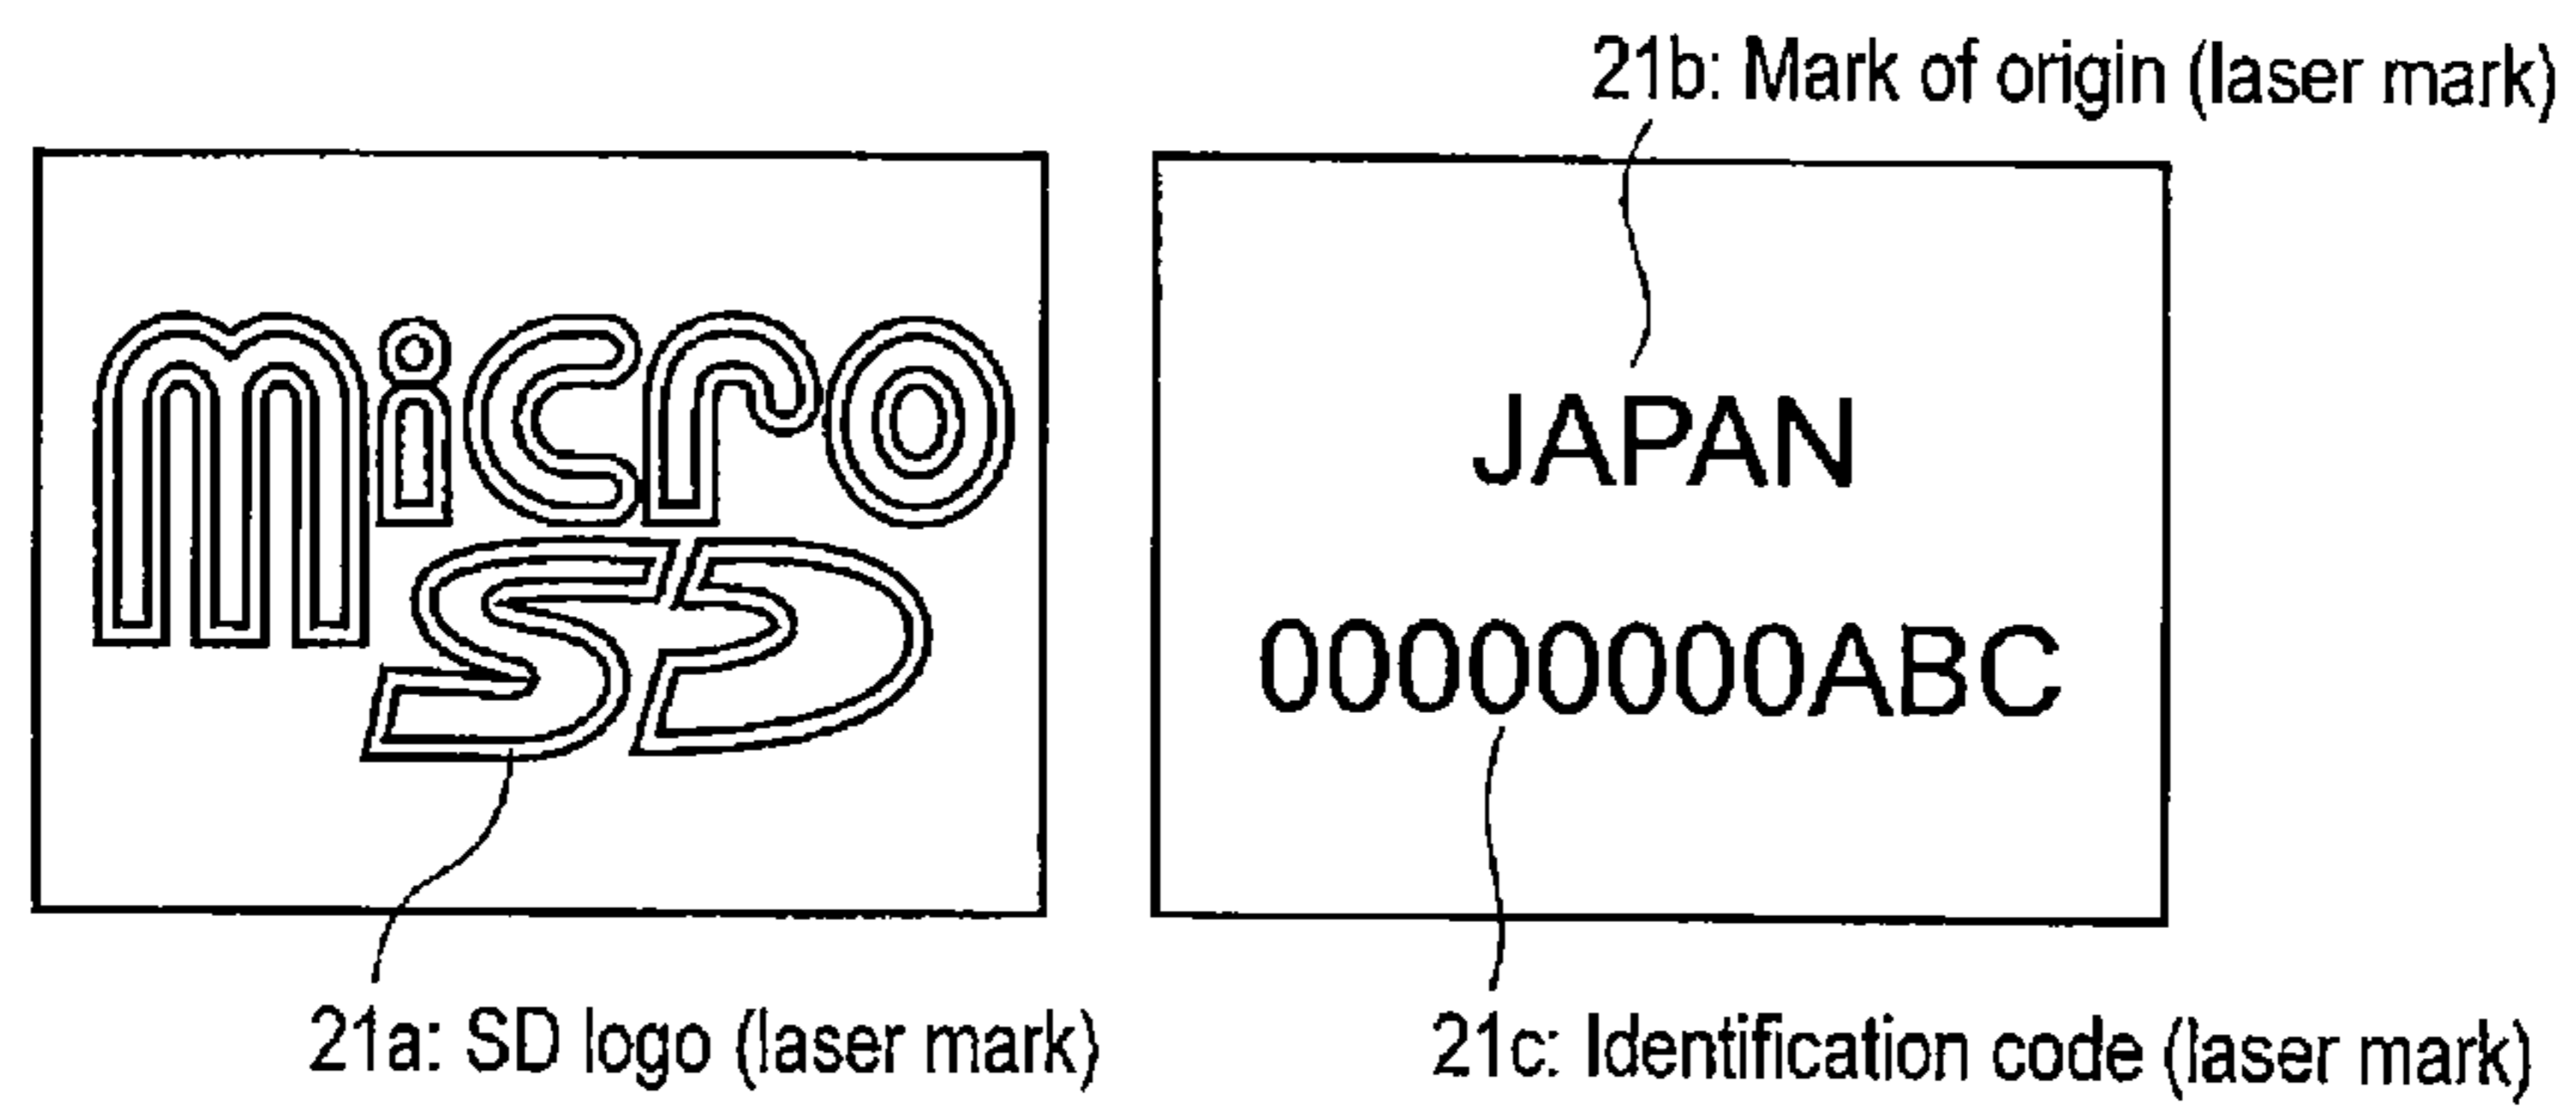 21b: Mark of origin (laser mark)
micro
SD
JAPAN
00000000ABC
21a: SD logo (laser mark)
21c: Identification code (laser mark)